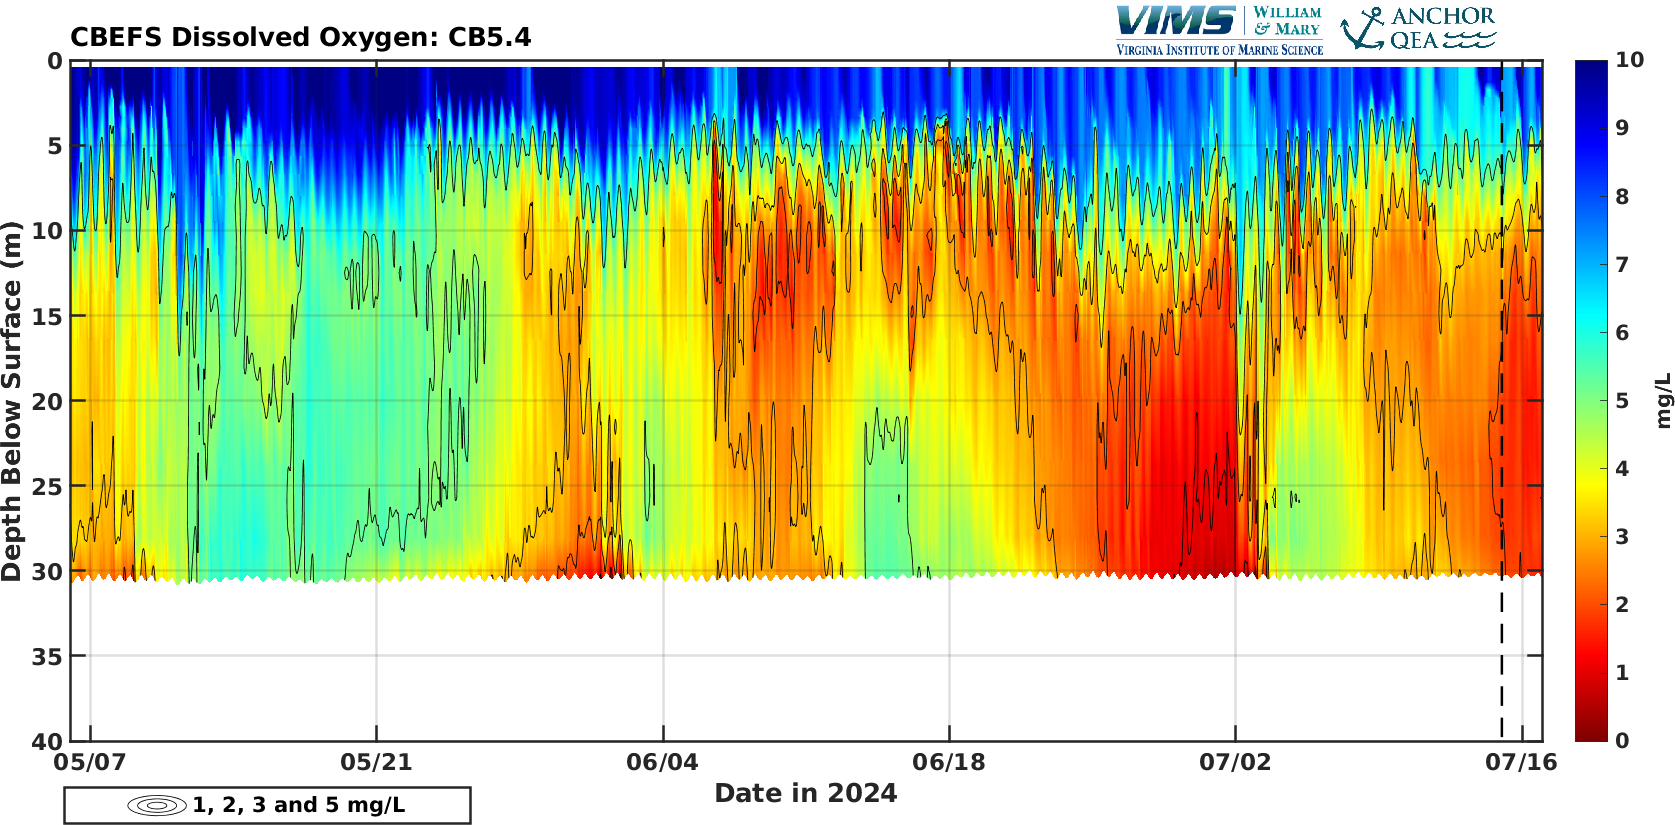 CBEFS Dissolved Oxygen: CB5.4
VIMS
WILLIAM
& MARY
VIRGINIA INSTITUTE OF MARINE SCIENCE
ANCHOR
QEA
0
5
10
15
20
25
30
35
40
Depth Below Surface (m)
05/07
05/21
06/04
06/18
07/02
07/16
Date in 2024
1, 2, 3 and 5 mg/L
10
9
8
7
6
5
4
3
2
1
0
mg/L